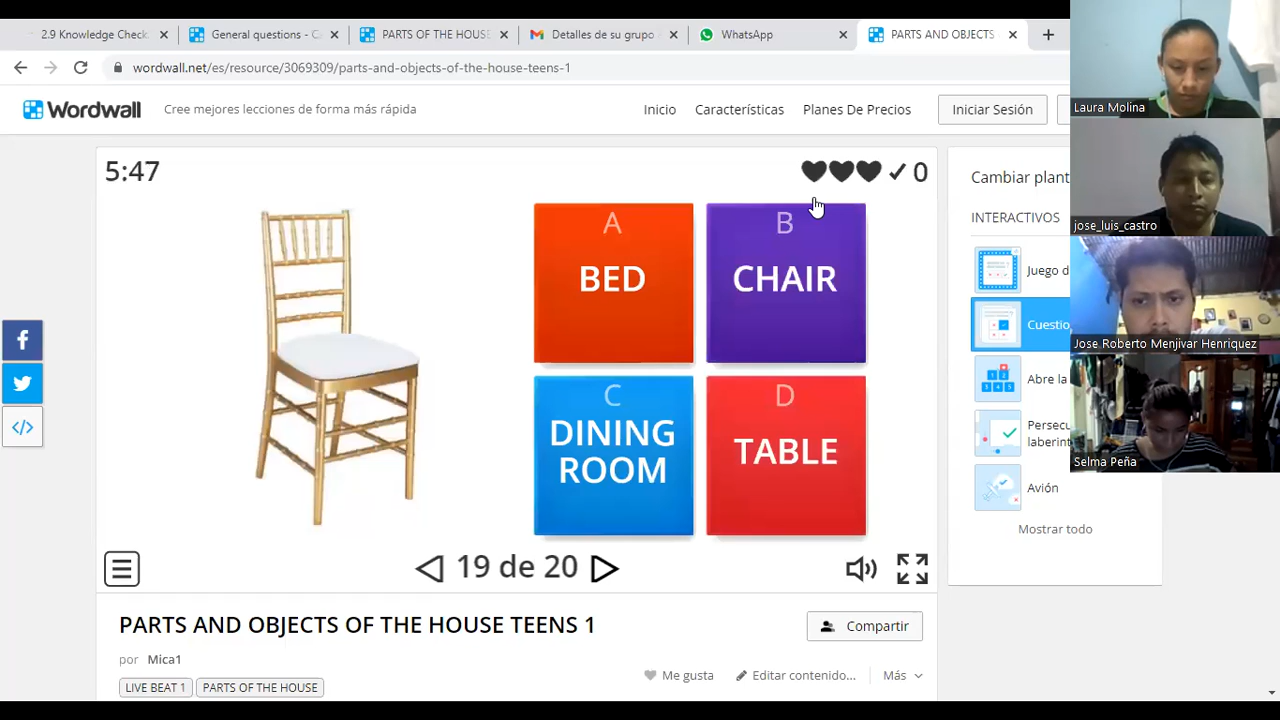 2.9 Knowledge Check
General questions - C
PARTS OF THE HOUSE
Detalles de su grupo
WhatsApp
PARTS AND OBJECTS
wordwall.net/es/resource/3069309/parts-and-objects-of-the-house-teens-1
Wordwall
Cree mejores lecciones de forma más rápida
Inicio
Características
Planes De Precios
Iniciar Sesión
Laura Molina
jose_luis_castro
Jose Roberto Menjivar Henriquez
Selma Peña
5:47
0
A
BED
B
CHAIR
C
DINING
ROOM
D
TABLE
19 de 20
Cambiar plant
INTERACTIVOS
Juego d
Cuestio
Abre la
Persecu
laberint
Avión
Mostrar todo
PARTS AND OBJECTS OF THE HOUSE TEENS 1
Compartir
por Mica1
Me gusta
Editar contenido...
Más
LIVE BEAT 1
PARTS OF THE HOUSE